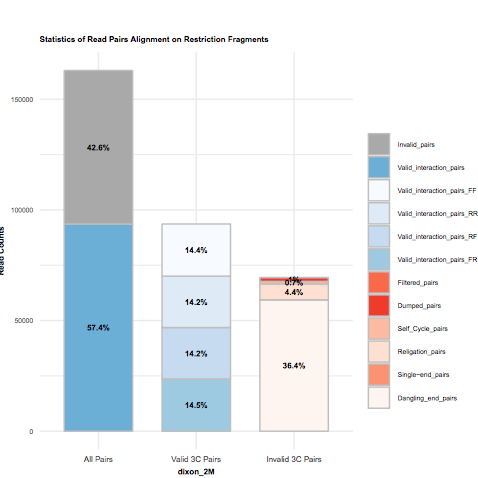 Statistics of Read Pairs Alignment on Restriction Fragments
Read Counts
150000
100000
50000
0
42.6%
57.4%
14.4%
14.2%
14.2%
14.5%
1%
0.7%
4.4%
36.4%
All Pairs
Valid 3C Pairs
Invalid 3C Pairs
dixon_2M
Invalid_pairs
Valid_interaction_pairs
Valid_interaction_pairs_FF
Valid_interaction_pairs_RR
Valid_interaction_pairs_RF
Valid_interaction_pairs_FR
Filtered_pairs
Dumped_pairs
Self_Cycle_pairs
Religation_pairs
Single-end_pairs
Dangling_end_pairs